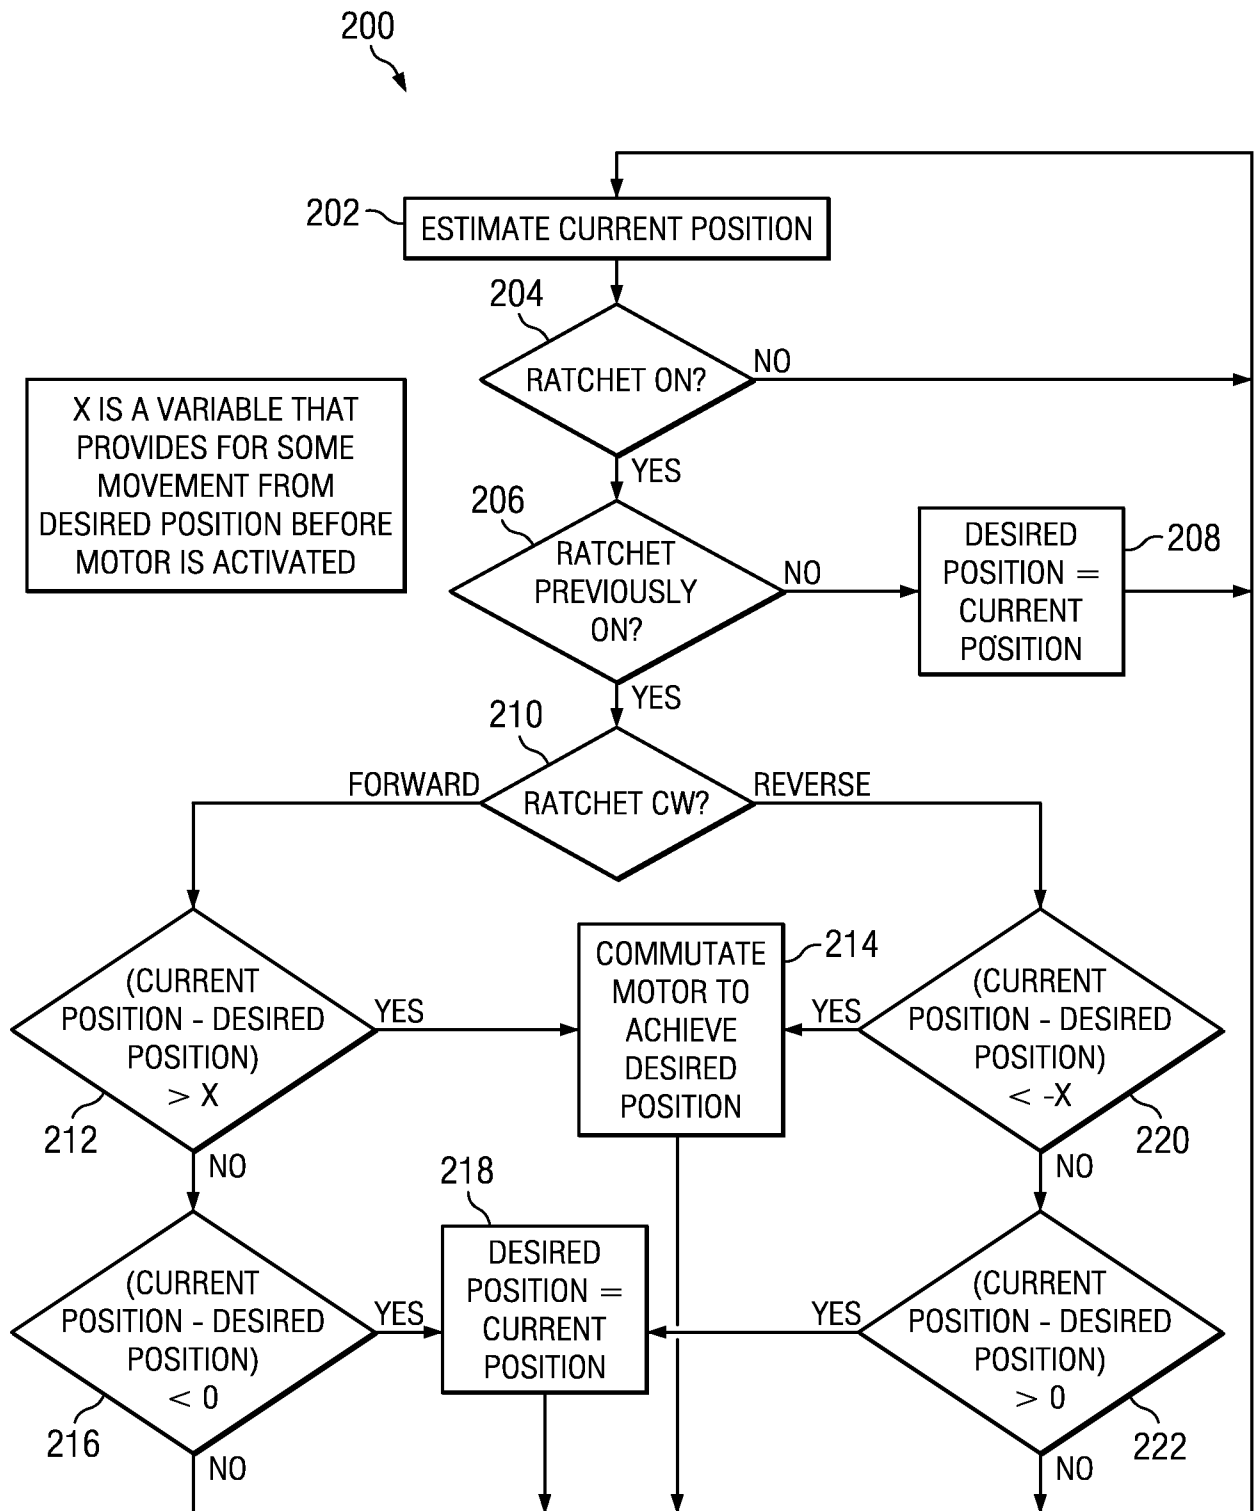 200
202
ESTIMATE CURRENT POSITION
204
RATCHET ON?
NO
YES
X IS A VARIABLE THAT
PROVIDES FOR SOME
MOVEMENT FROM
DESIRED POSITION BEFORE
MOTOR IS ACTIVATED
206
RATCHET
PREVIOUSLY
ON?
NO
YES
DESIRED
POSITION =
CURRENT
POSITION
208
210
FORWARD
RATCHET CW?
REVERSE
(CURRENT
POSITION - DESIRED
POSITION)
> X
YES
212
NO
COMMUTATE
MOTOR TO
ACHIEVE
DESIRED
POSITION
214
YES
(CURRENT
POSITION - DESIRED
POSITION)
< -X
220
NO
(CURRENT
POSITION - DESIRED
POSITION)
< 0
YES
216
NO
218
DESIRED
POSITION =
CURRENT
POSITION
YES
(CURRENT
POSITION - DESIRED
POSITION)
> 0
222
NO